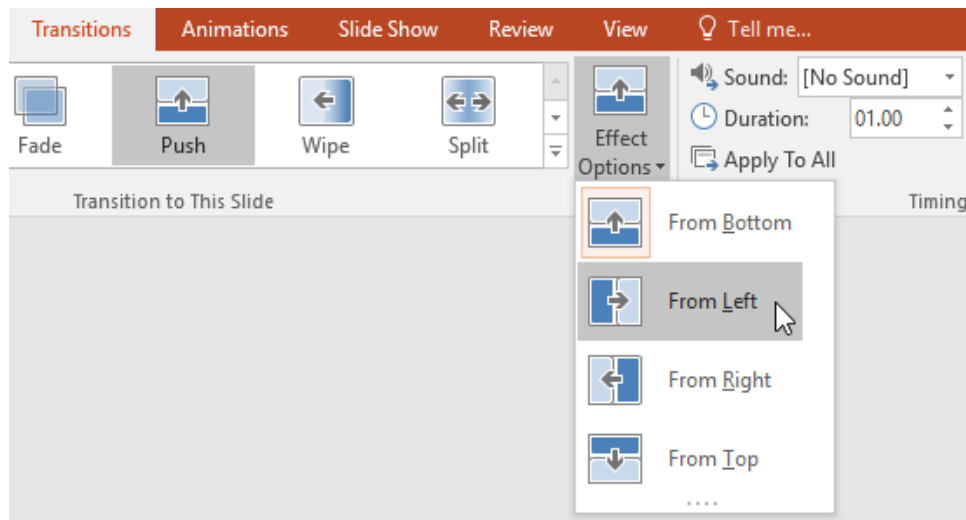 Transitions Animations Slide Show Review View Tell me...
Fade Push Wipe Split
Effect
Options
Sound: [No Sound]
Duration: 01.00
Apply To All
Transition to This Slide
Timing
From Bottom
From Left
From Right
From Top